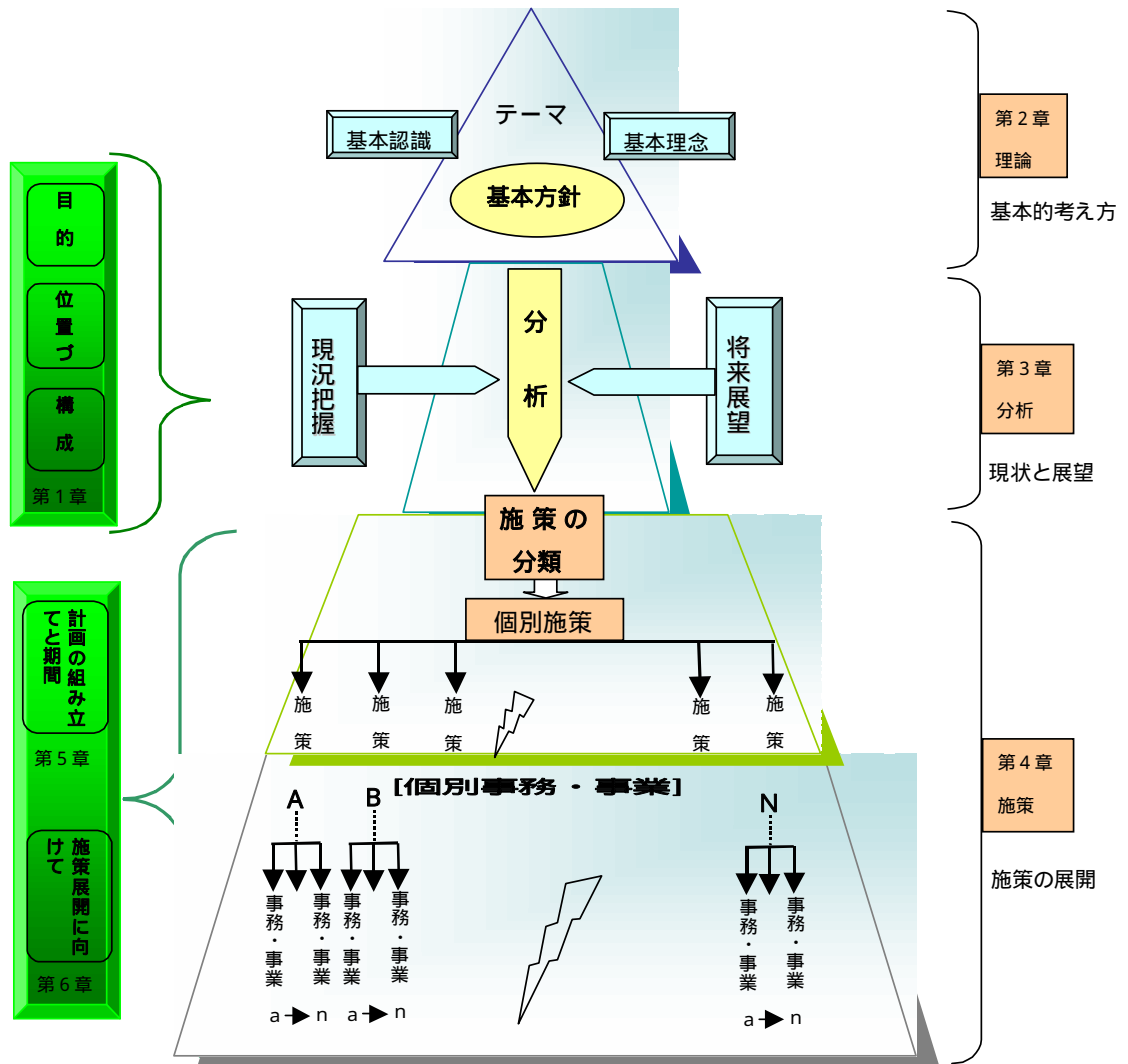 テーマ
基本認識
基本理念
基本方針
第2章
理論
基本的考え方
目的
位置づ
構成
第1章
分析
現況把握
将来展望
第3章
分析
現状と展望
施策の
分類
個別施策
施策
施策
施策
施策
施策
計画の組み立
てと期間
第5章
施策展開に向
けて
第6章
[個別事務・事業]
A
B
N
事務・事業
事務・事業
事務・事業
事務・事業
事務・事業
事務・事業
a n
a n
a n
第4章
施策
施策の展開